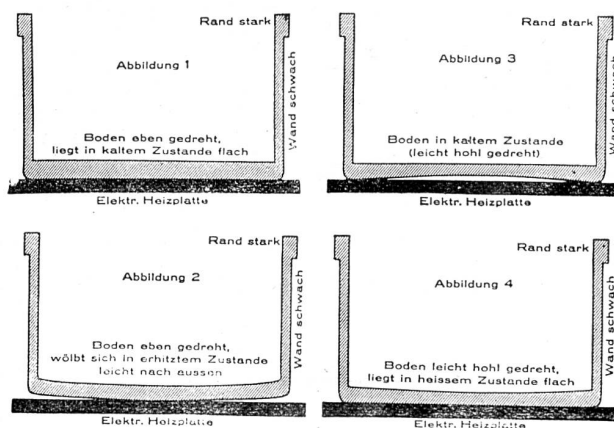 Rand stark
Abbildung 1
Wand schwach
Boden eben gedreht,
liegt in kaltem Zustande flach
Elektr. Heizplatte
Rand stark
Abbildung 3
Wand schwach
Boden in kaltem Zustande
(leicht hohl gedreht)
Elektr. Heizplatte
Rand stark
Abbildung 2
Wand schwach
Boden eben gedreht,
wölbt sich in erhitztem Zustande
leicht nach aussen
Elektr. Heizplatte
Rand stark
Abbildung 4
Wand schwach
Boden leicht hohl gedreht,
liegt in heissem Zustande flach
Elektr. Heizplatte